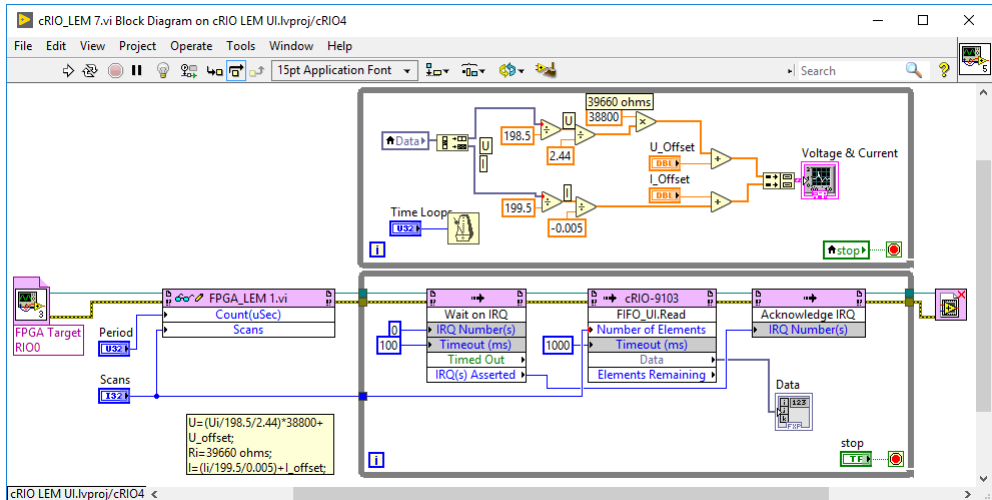 cRIO_LEM 7.vi Block Diagram on cRIO LEM UI.lvproj/cRIO4
File Edit View Project Operate Tools Window Help
15pt Application Font
Search
5
39660 ohms
38800
Data
U
I
198.5
U
2.44
U_Offset
DBL
Voltage & Current
I_Offset
DBL
I
199.5
-0.005
Time Loops
U32
i
stop
3
FPGA Target
RIO0
FPGA_LEM 1.vi
Count(uSec)
Scans
Period
U32
Scans
I32
Wait on IRQ
0
IRQ Number(s)
100
Timeout (ms)
Timed Out
IRQ(s) Asserted
cRIO-9103
FIFO_UI.Read
Number of Elements
1000
Timeout (ms)
Data
Elements Remaining
Acknowledge IRQ
IRQ Number(s)
Data
123
FXP
U=(Ui/198.5/2.44)*38800+
U_offset;
Ri=39660 ohms;
I=(Ii/199.5/0.005)+I_offset;
i
stop
TF
cRIO LEM UI.lvproj/cRIO4